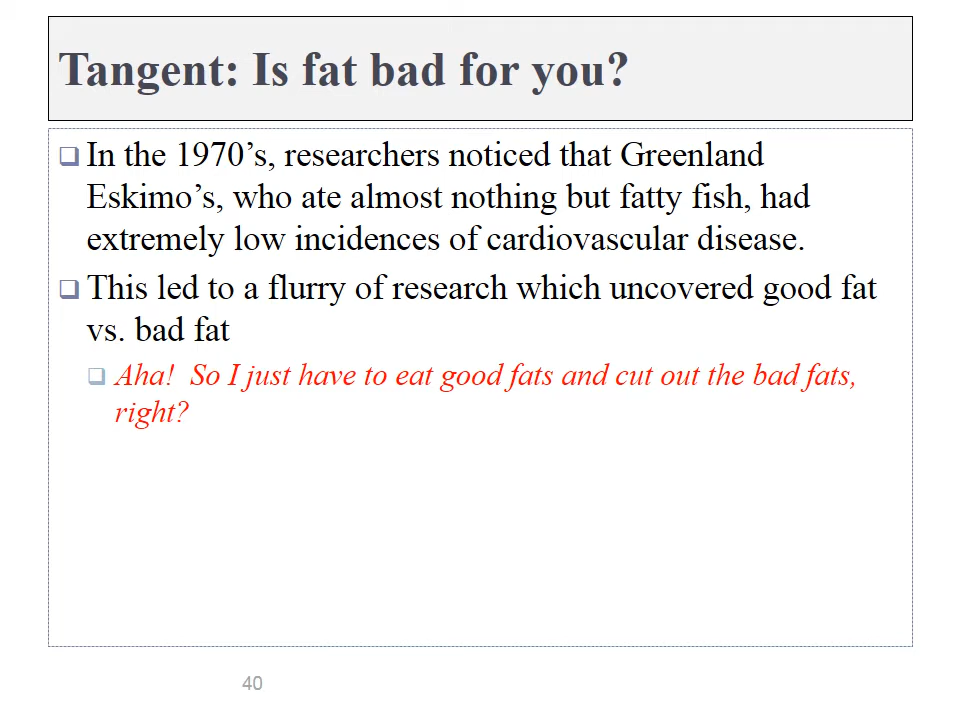 Tangent: Is fat bad for you?
In the 1970’s, researchers noticed that Greenland
Eskimo’s, who ate almost nothing but fatty fish, had
extremely low incidences of cardiovascular disease.
This led to a flurry of research which uncovered good fat
vs. bad fat
Aha!  So I just have to eat good fats and cut out the bad fats,
right?
40